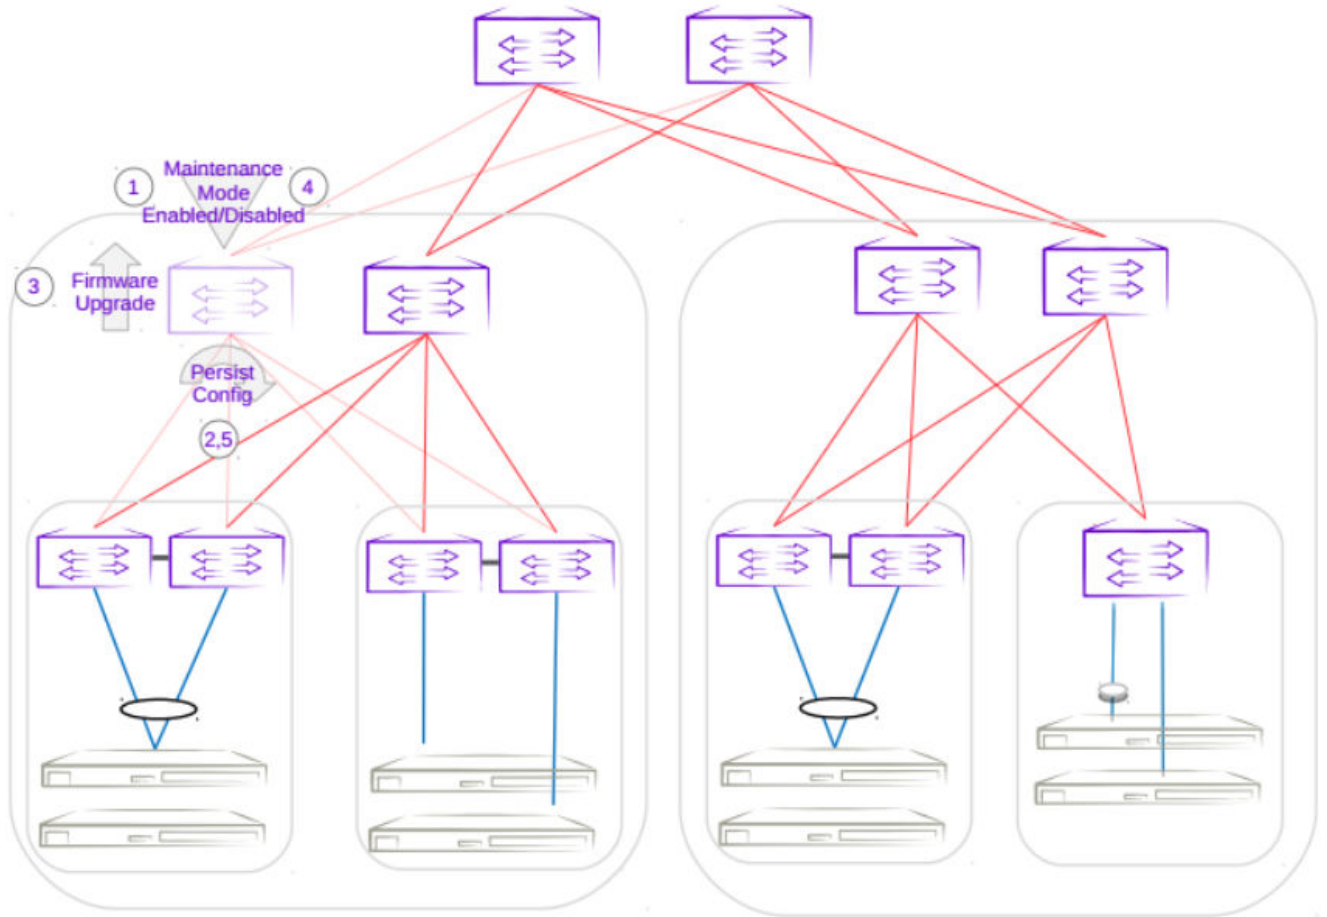 1
Maintenance
Mode
Enabled/Disabled
4
3
Firmware
Upgrade
Persist
Config
2,5